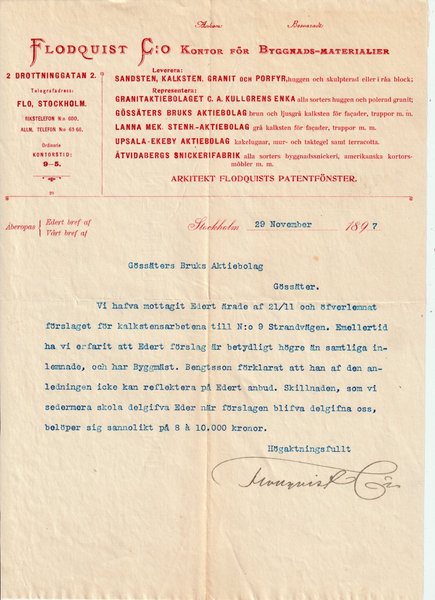 Besvaradt
FLODQUIST & C:O KONTOR FÖR BYGGNADS-MATERIALIER
2 DROTTNINGGATAN 2.
Telegrafadress:
FLO, STOCKHOLM.
RIKSTELEFON N:o 600.
ALLM. TELEFON N:o 63 60.
Ordinarie
KONTORSTID:
9-5.
Leverera:
SANDSTEN, KALKSTEN, GRANIT OCH PORFYR, huggen och skulpterad eller i råa block;
Representera:
GRANITAKTIEBOLAGET C. A. KULLGRENS ENKA alla sorters huggen och polerad granit;
GÖSSÄTERS BRUKS AKTIEBOLAG brun och ljusgrå kalksten för façader, trappor m. m.
LANNA MEK. STENH.-AKTIEBOLAG grå kalksten för façader, trappor m. m.
UPSALA-EKEBY AKTIEBOLAG kakelugnar, mur- och taktegel samt terracotta.
ÅTVIDABERGS SNICKERIFABRIK alla sorters byggnadssnickeri, amerikanska kontors-
möbler m. m.
ARKITEKT FLODQUISTS PATENTFÖNSTER.
Åberopas { Edert bref af
Vårt bref af
Stockholm 29 November 1897
Gössäters Bruks Aktiebolag
Gössäter.
Vi hafva mottagit Edert ärade af 21/11 och öfverlemnat
förslaget för kalkstensarbetena till N:o 9 Strandvägen. Emellertid
ha vi erfarit att Edert förslag är betydligt högre än samtliga in-
lemnade, och har Byggmäst. Bengtsson förklarat att han af den an-
ledningen icke kan reflektera på Edert anbud. Skillnaden, som vi
sedermera skola delgifva Eder när förslagen blifva delgifna oss,
belöper sig sannolikt på 8 à 10.000 kronor.
Högaktningsfullt
Flodquist & Co